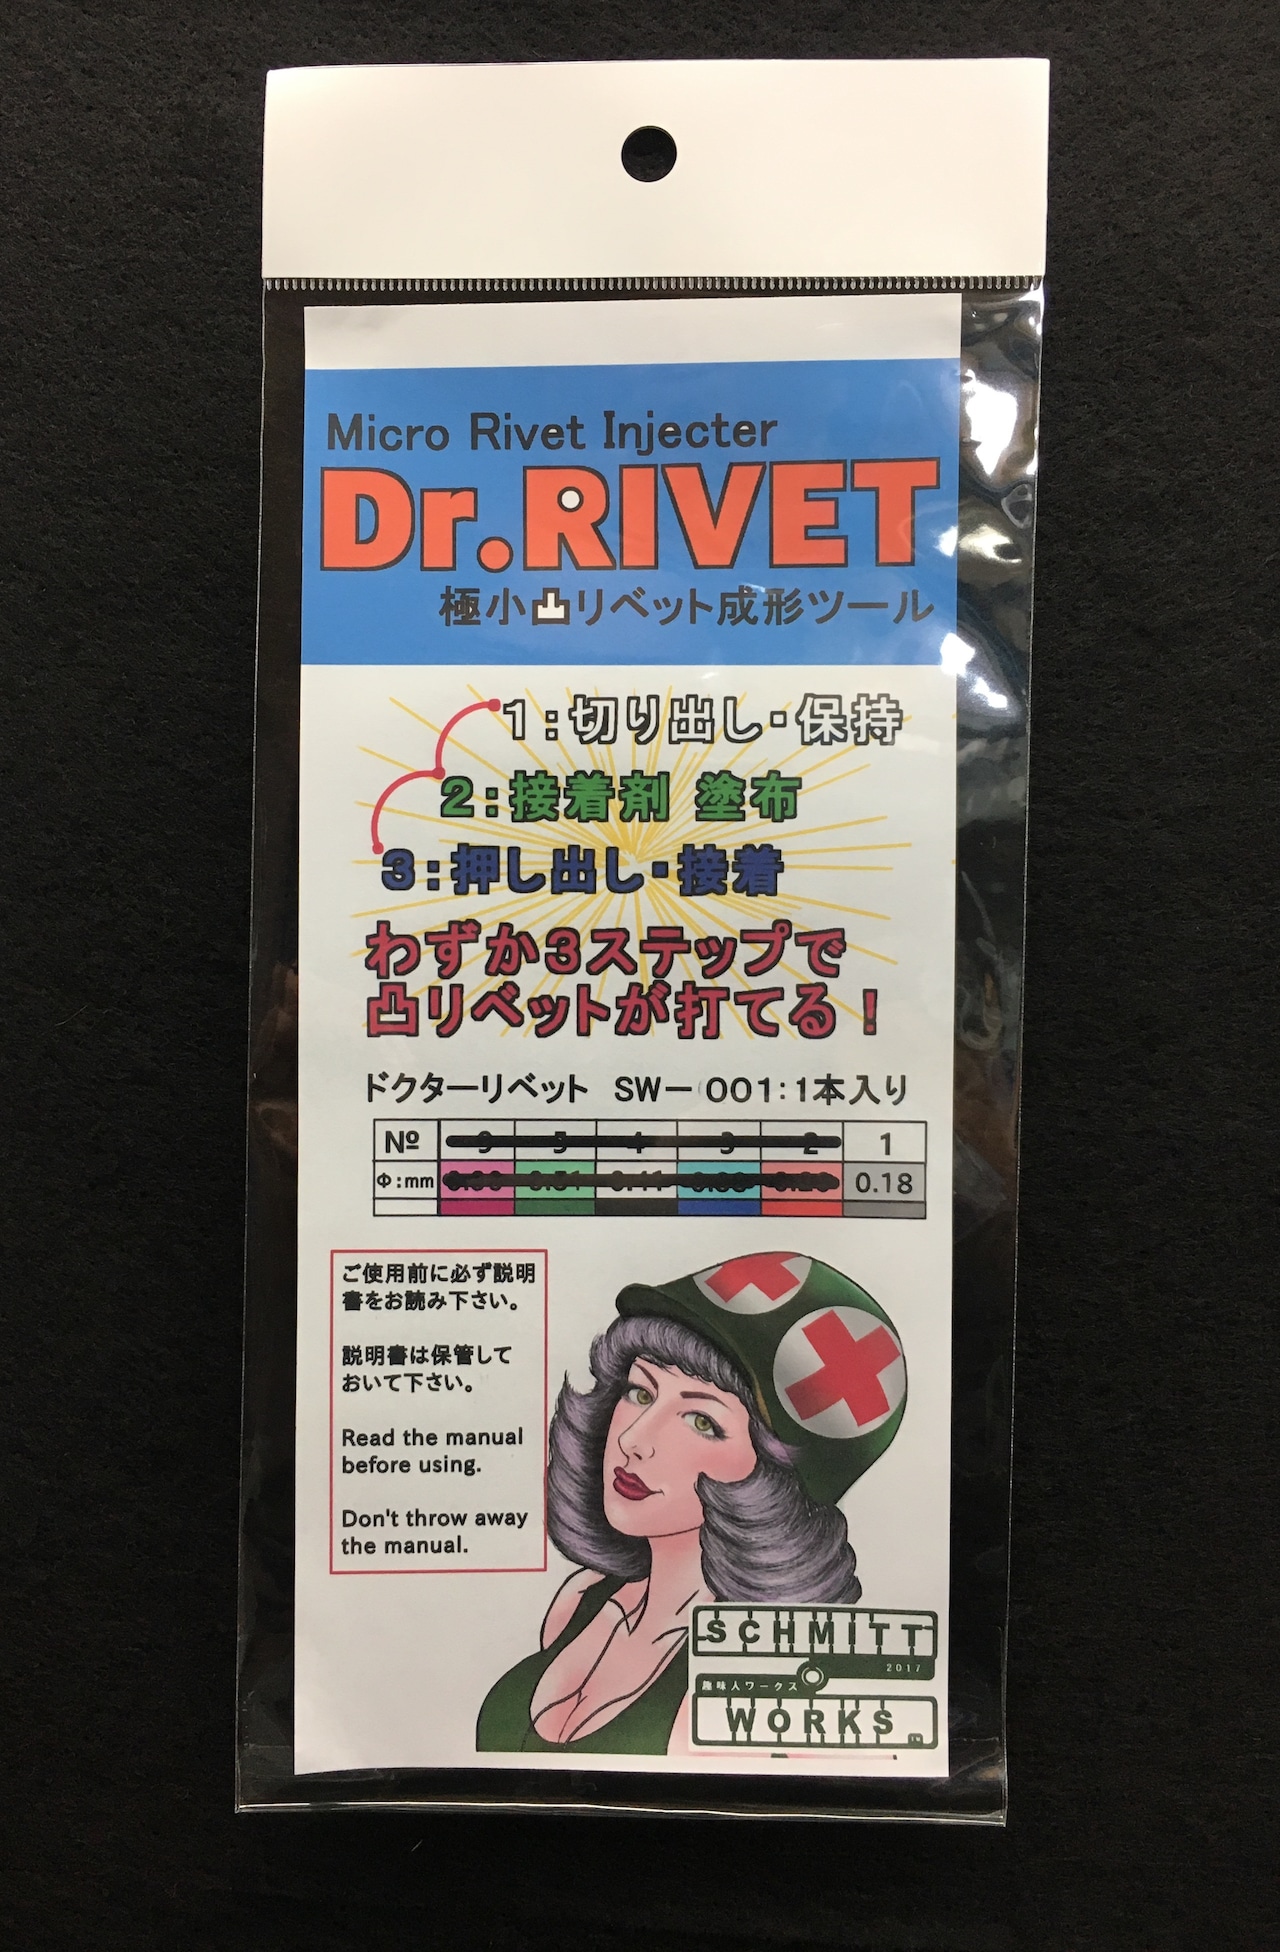 Micro Rivet Injecter
Dr.RIVET
極小凸リベット成形ツール
1:切り出し・保持
2:接着剤 塗布
3:押し出し・接着
わずか3ステップで
凸リベットが打てる！
ドクターリベット SW－001:1本入り
Nº 5 4 3 2 1
Φ:mm 0.18
ご使用前に必ず説明
書をお読み下さい。
説明書は保管して
おいて下さい。
Read the manual
before using.
Don't throw away
the manual.
SCHMITT
2017
趣味人ワークス
WORKS